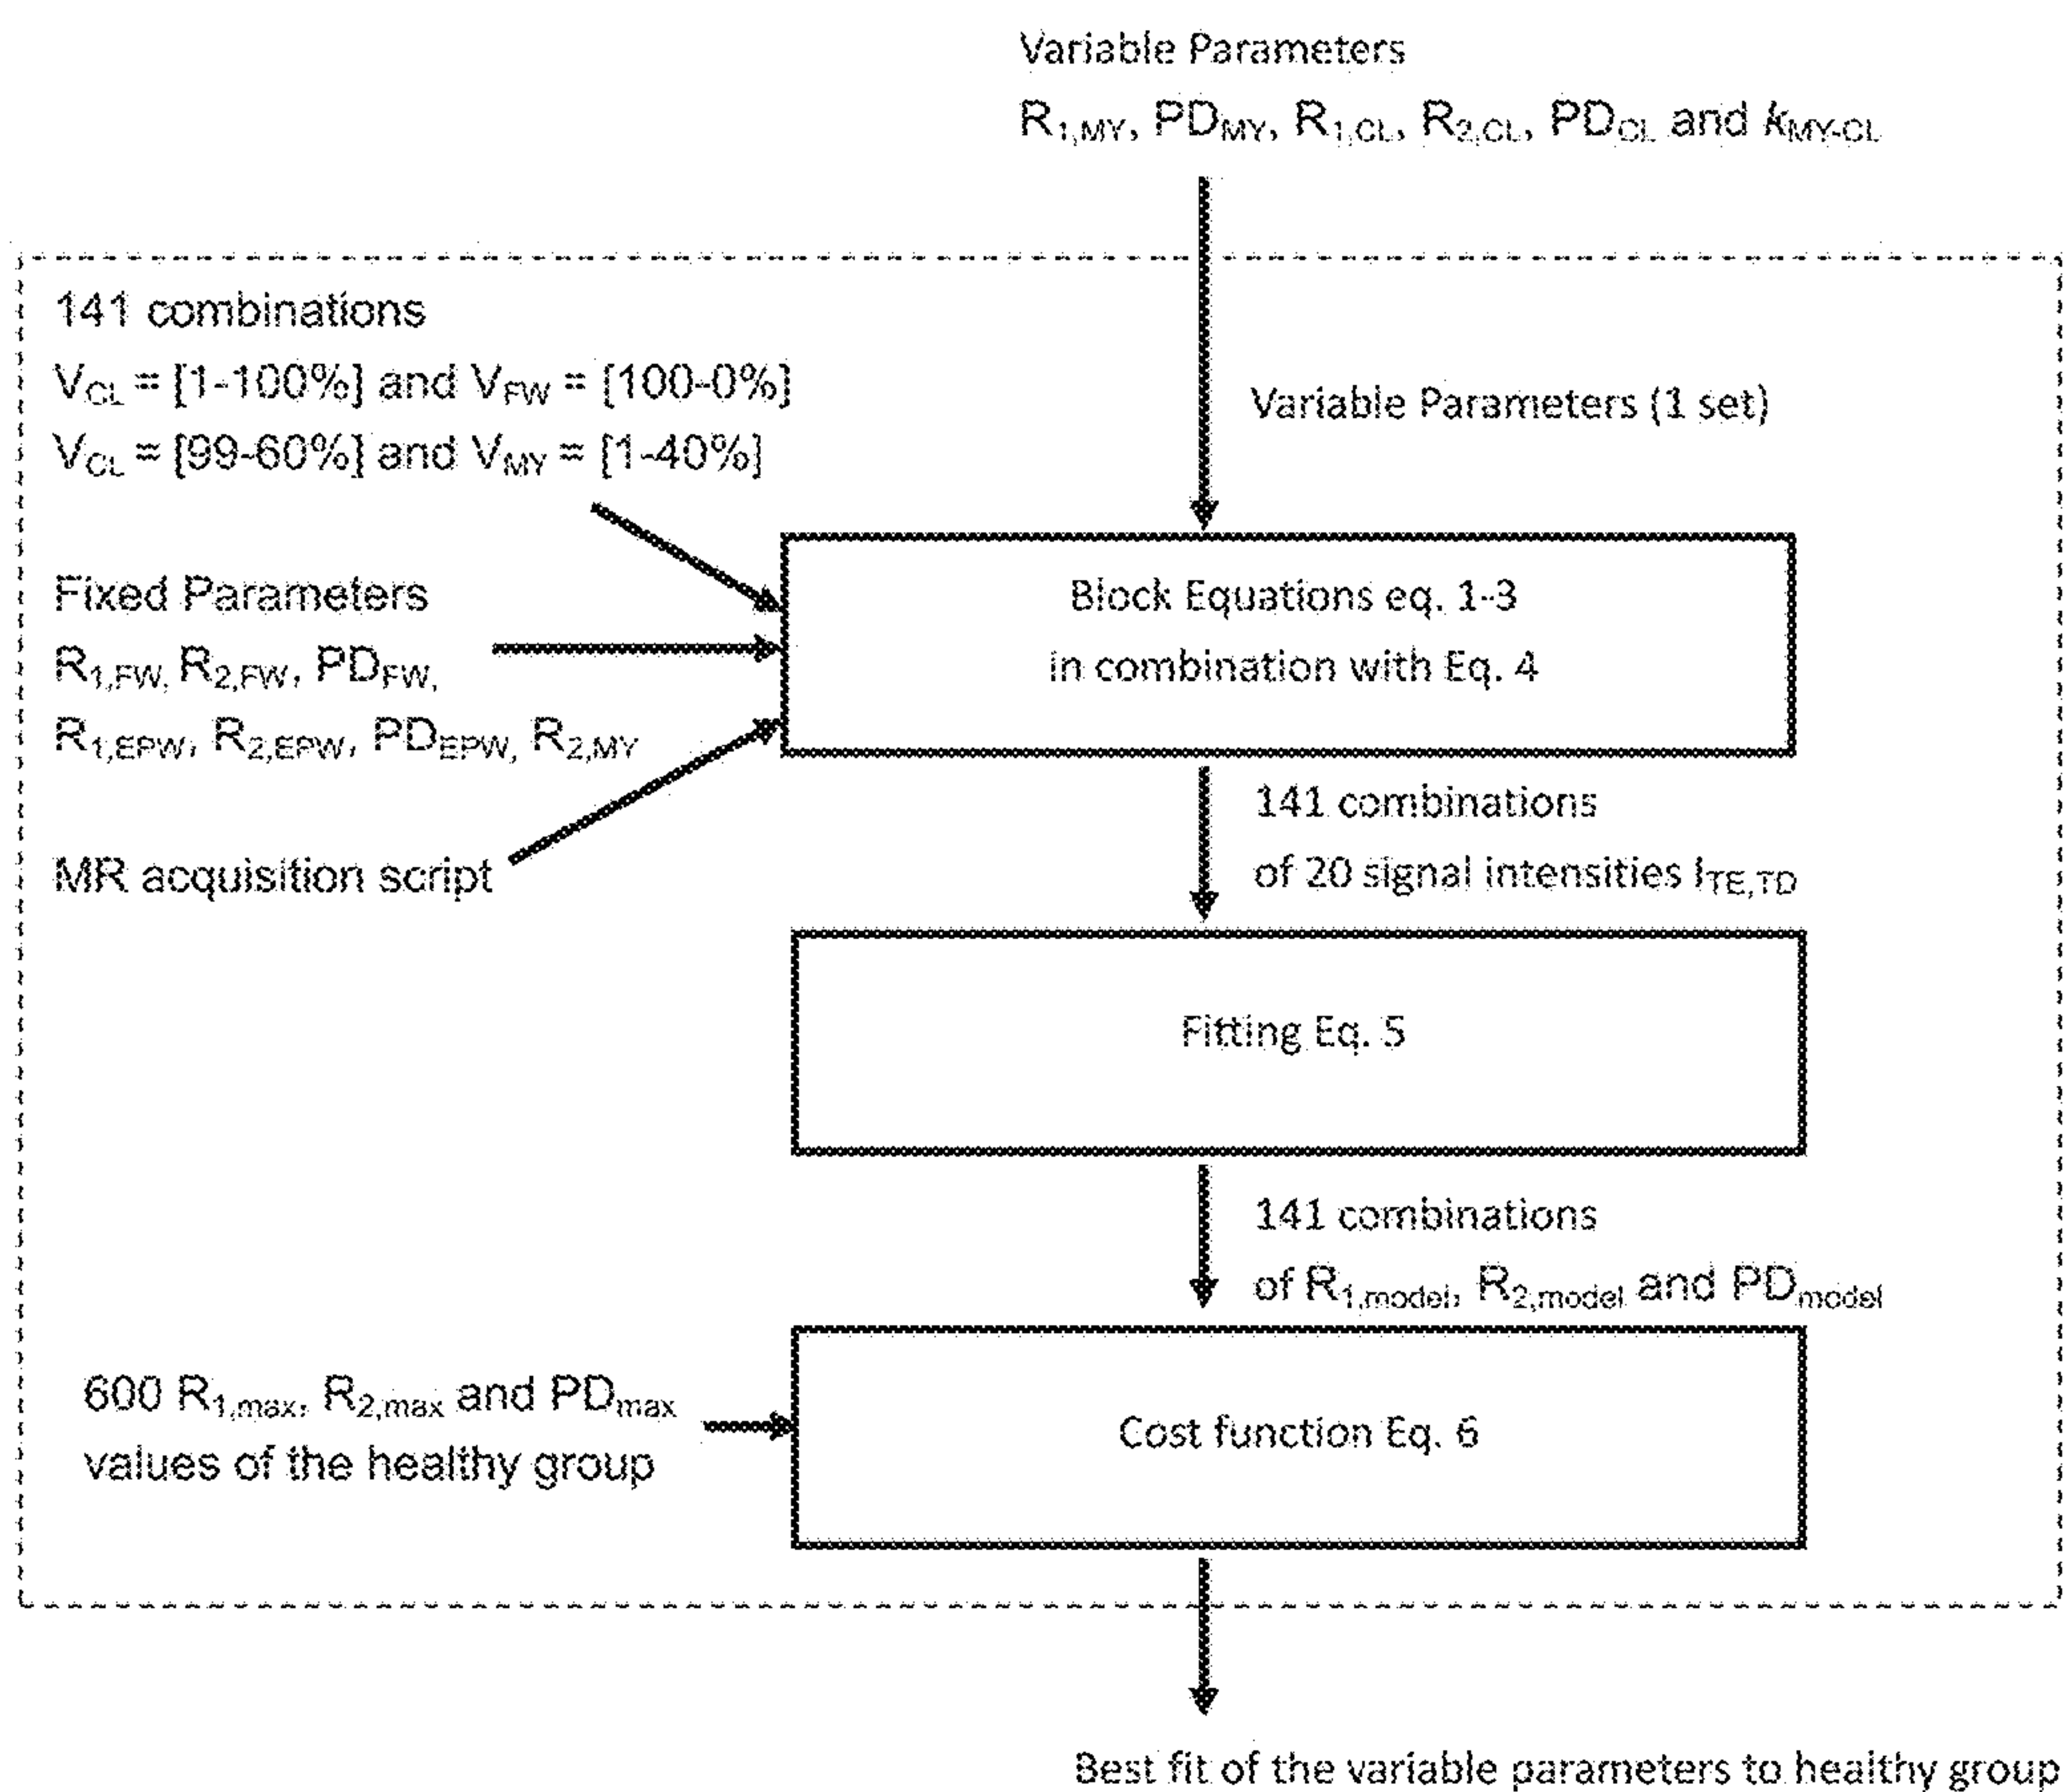 Variable Parameters
R1,MY, PDMY, R1,CL, R2,CL, PDCL and kMY-CL
141 combinations
VCL = [1-100%] and VFW = [100-0%]
VCL = [99-60%] and VMY = [1-40%]
Variable Parameters (1 set)
Fixed Parameters
R1,FW, R2,FW, PDFW,
R1,EPW, R2,EPW, PDEPW, R2,MY
MR acquisition script
Block Equations eq. 1-3
in combination with Eq. 4
141 combinations
of 20 signal intensities ITE,TD
Fitting Eq. 5
141 combinations
of R1,model, R2,model and PDmodel
600 R1,max, R2,max and PDmax
values of the healthy group
Cost function Eq. 6
Best fit of the variable parameters to healthy group